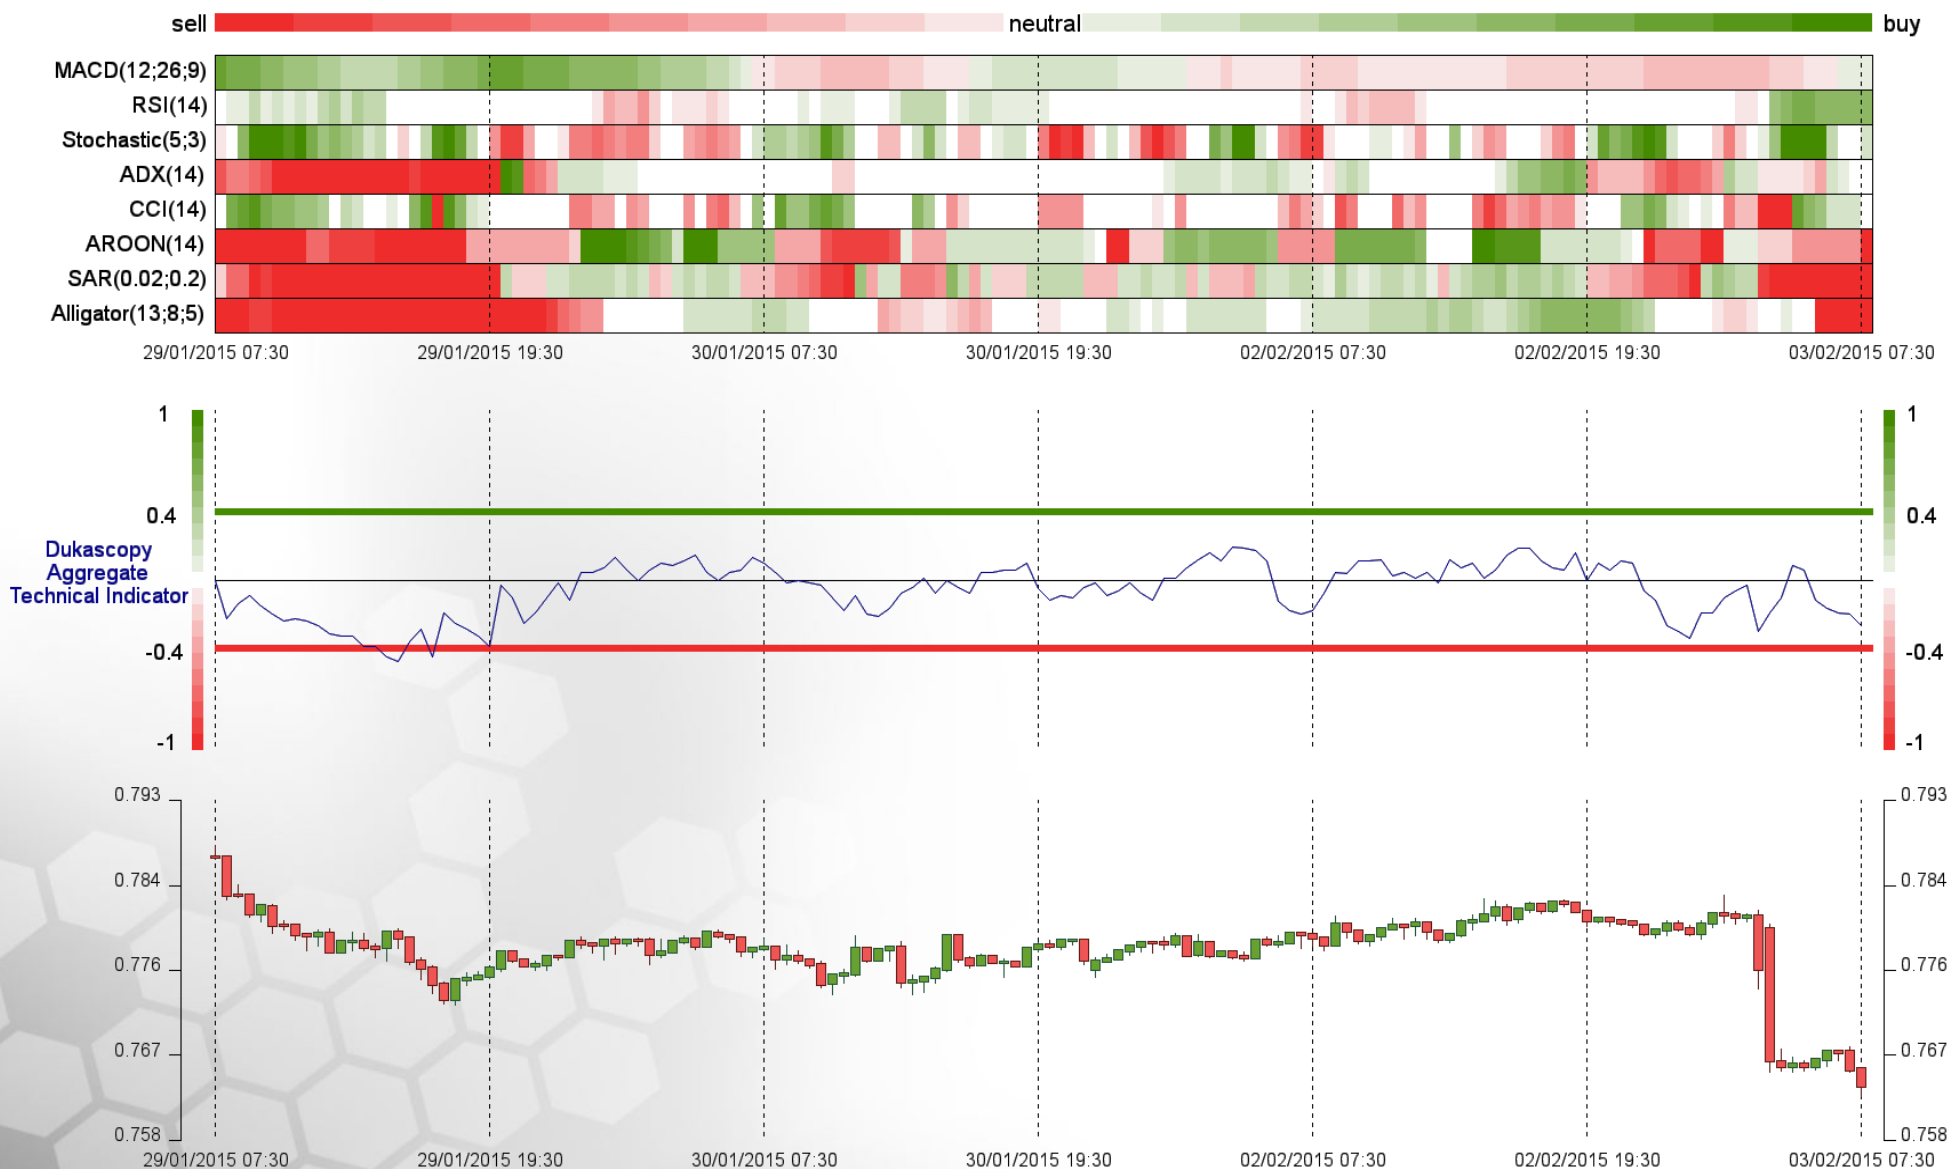 sell neutral buy
MACD(12;26;9)
RSI(14)
Stochastic(5;3)
ADX(14)
CCI(14)
AROON(14)
SAR(0.02;0.2)
Alligator(13;8;5)
29/01/2015 07:30 29/01/2015 19:30 30/01/2015 07:30 30/01/2015 19:30 02/02/2015 07:30 02/02/2015 19:30 03/02/2015 07:30
1 1
0.4 0.4
Dukascopy
Aggregate
Technical Indicator
-0.4 -0.4
-1 -1
0.793 0.793
0.784 0.784
0.776 0.776
0.767 0.767
0.758 0.758
29/01/2015 07:30 29/01/2015 19:30 30/01/2015 07:30 30/01/2015 19:30 02/02/2015 07:30 02/02/2015 19:30 03/02/2015 07:30